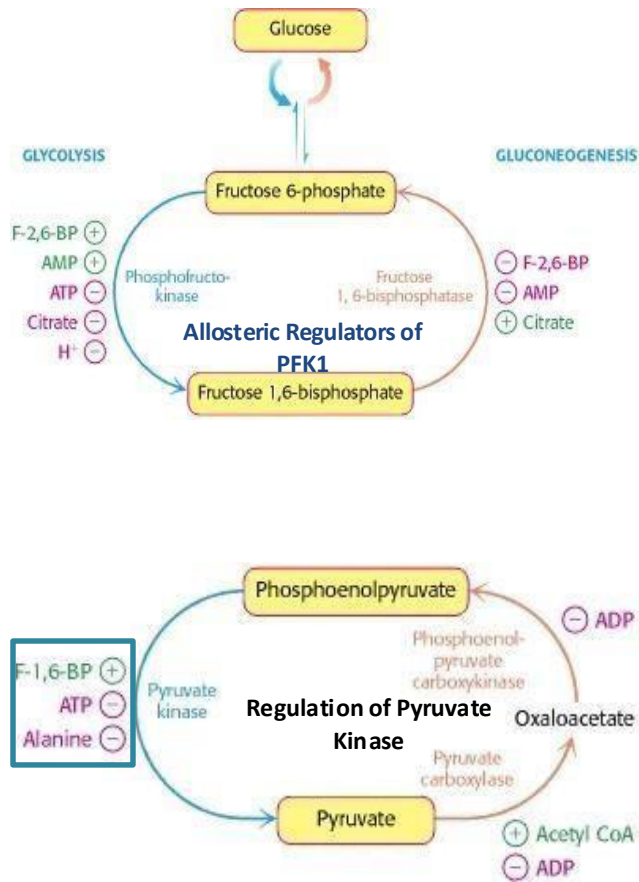 Glucose
GLYCOLYSIS
GLUCONEOGENESIS
Fructose 6-phosphate
F-2,6-BP +
AMP +
ATP −
Citrate −
H⁺ −
Phosphofructo-
kinase
Fructose
1, 6-bisphosphatase
− F-2,6-BP
− AMP
+ Citrate
Allosteric Regulators of
PFK1
Fructose 1,6-bisphosphate
Phosphoenolpyruvate
− ADP
Phosphoenol-
pyruvate
carboxykinase
F-1,6-BP +
ATP −
Alanine −
Pyruvate
kinase
Regulation of Pyruvate
Kinase
Oxaloacetate
Pyruvate
carboxylase
Pyruvate
+ Acetyl CoA
− ADP